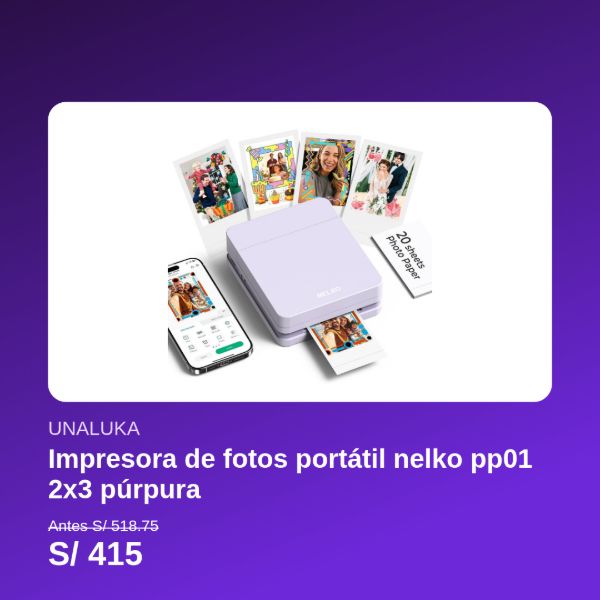 NELKO
20 sheets
Photo Paper
UNALUKA
Impresora de fotos portátil nelko pp01
2x3 púrpura
Antes S/ 518.75
S/ 415